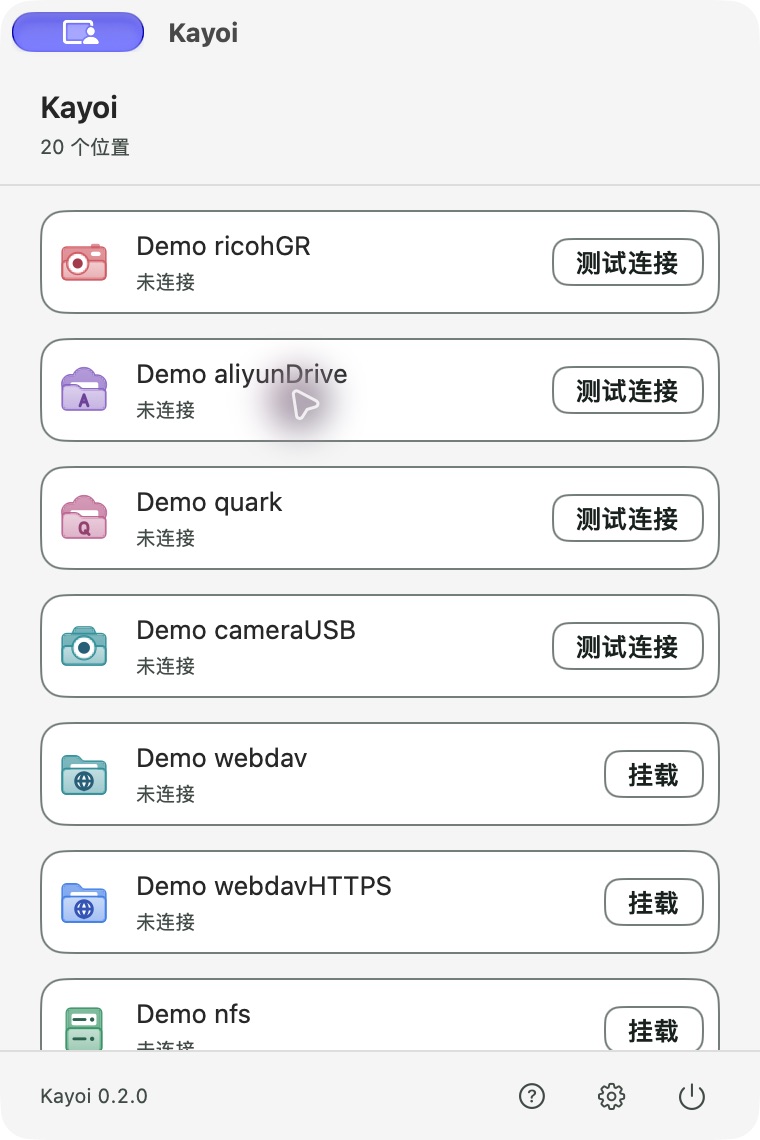 Kayoi
Kayoi
20 个位置
Demo ricohGR
未连接
测试连接
Demo aliyunDrive
未连接
测试连接
A
Demo quark
未连接
测试连接
Q
Demo cameraUSB
未连接
测试连接
Demo webdav
未连接
挂载
Demo webdavHTTPS
未连接
挂载
Demo nfs
未连接
挂载
Kayoi 0.2.0
?